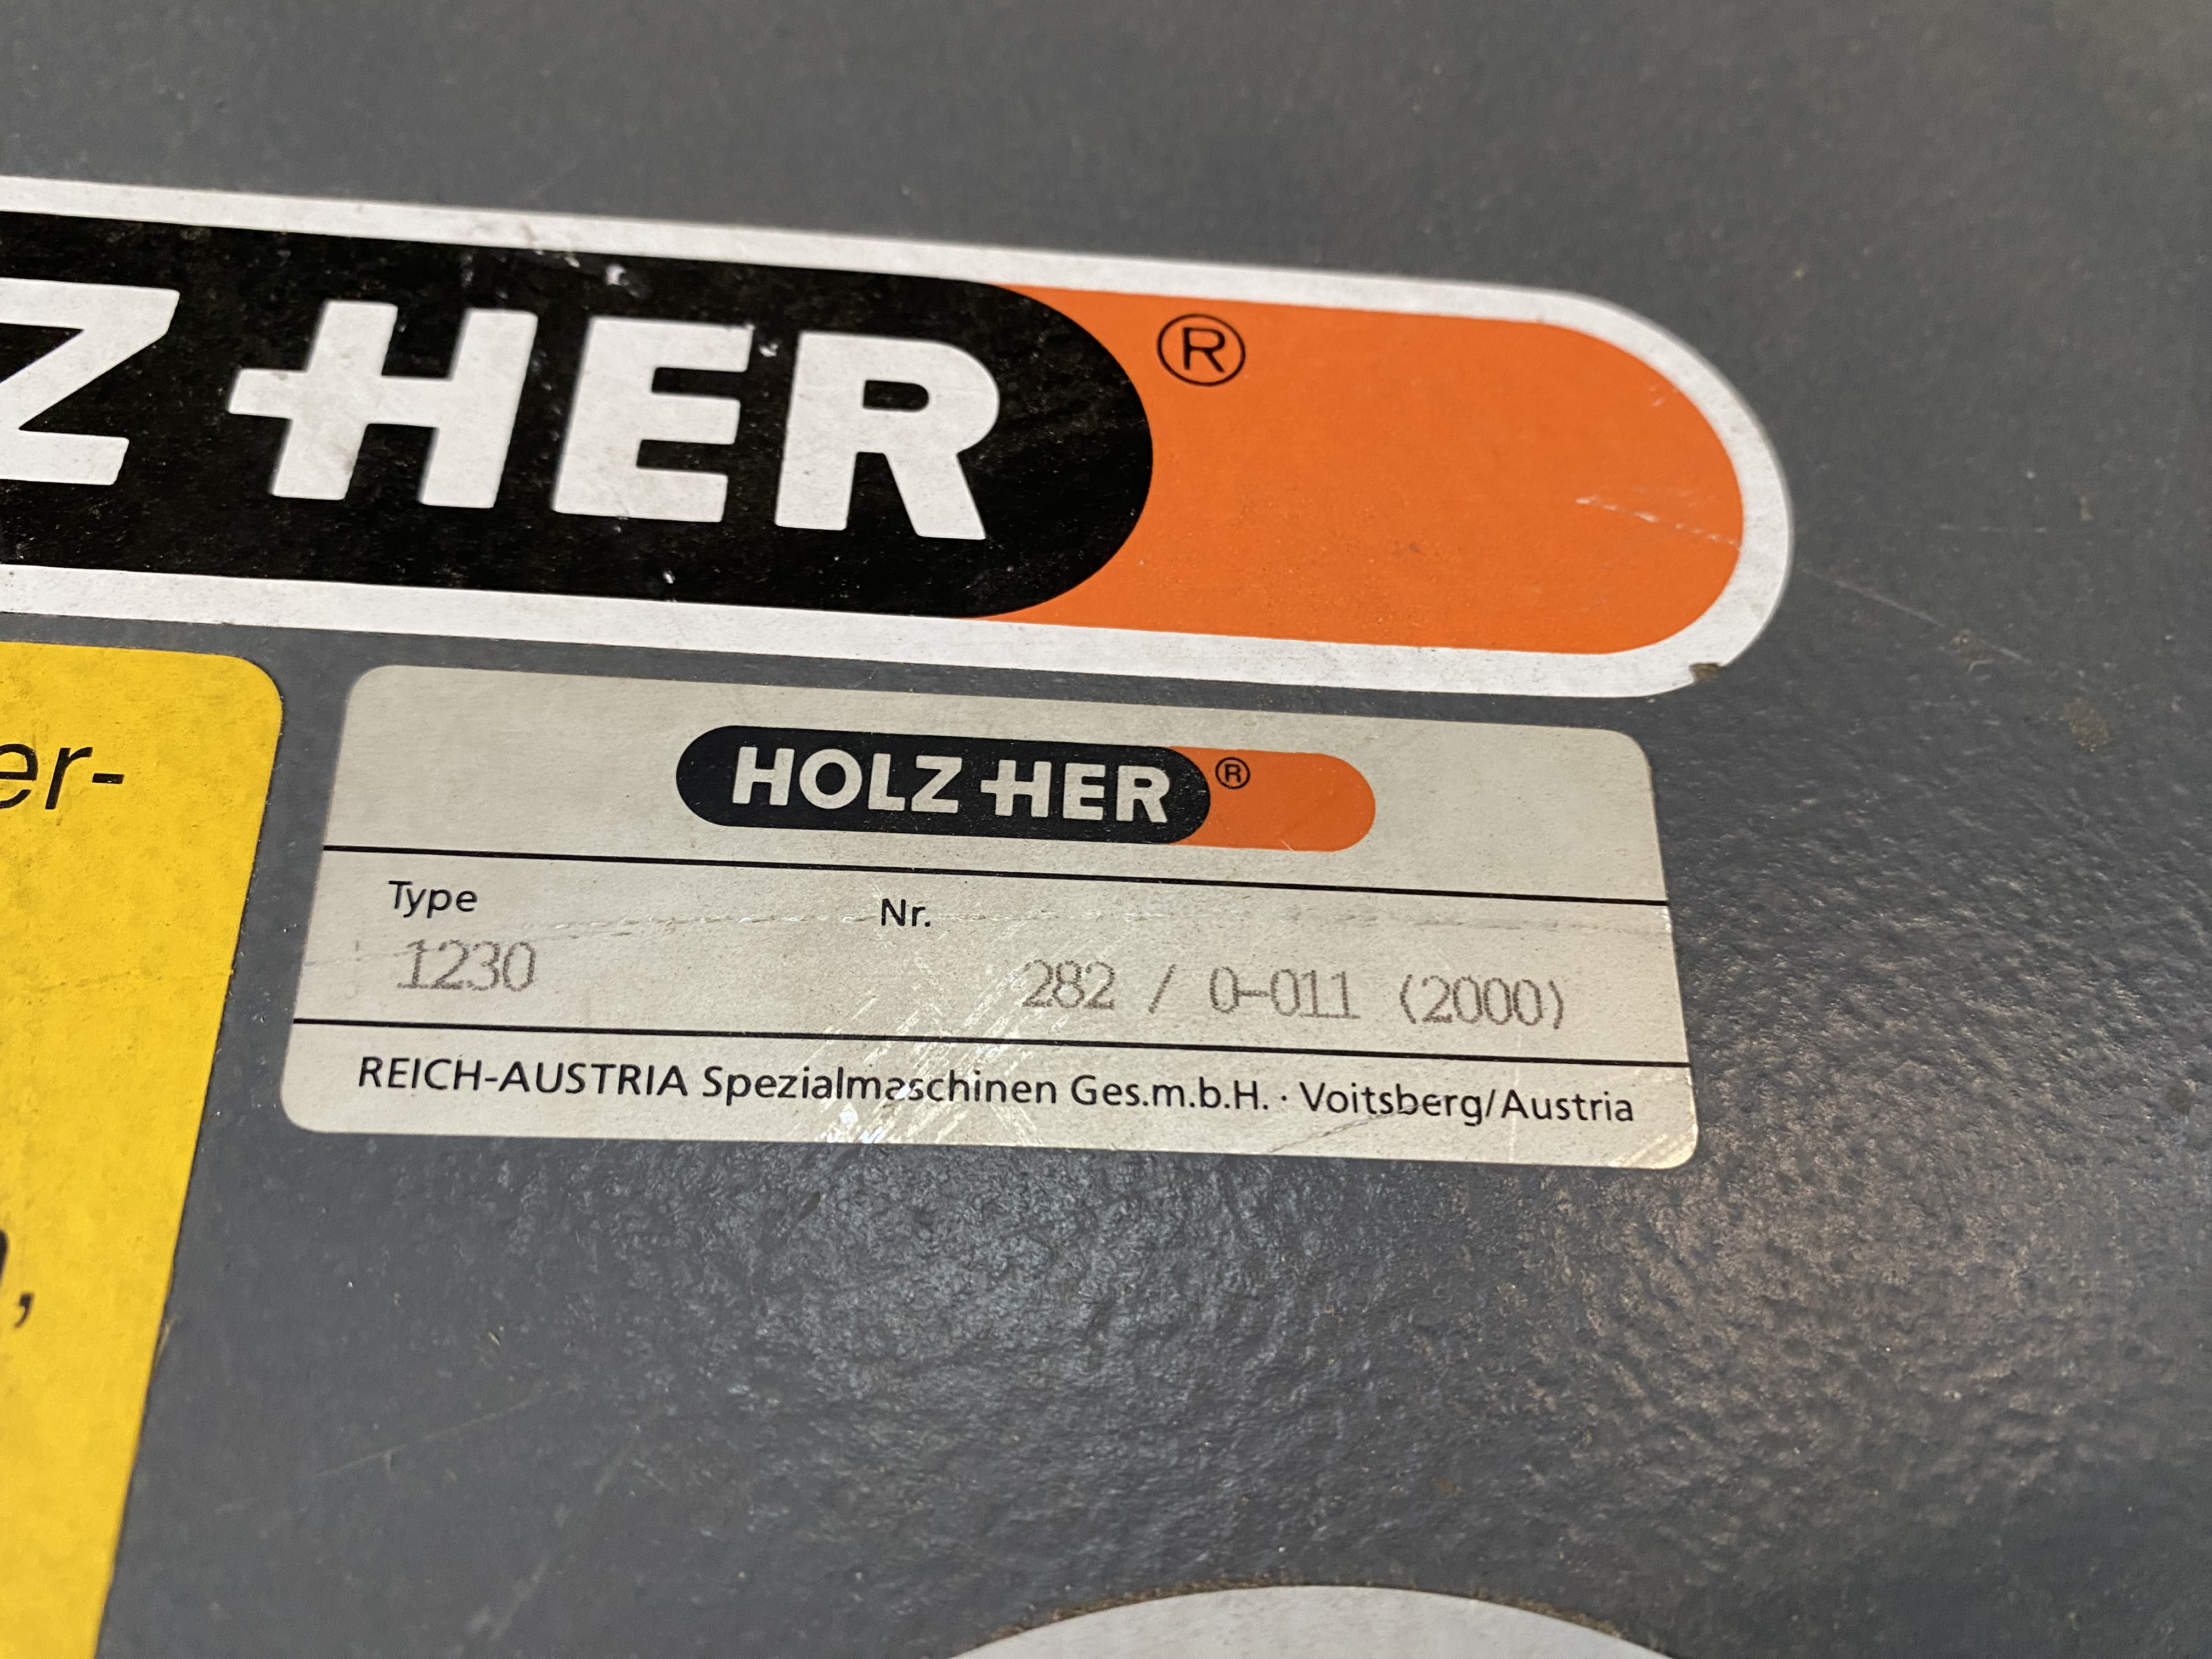 Z-HER ®
er-
HOLZ-HER ®
Type Nr.
1230 282 / 0-011 (2000)
REICH-AUSTRIA Spezialmaschinen Ges.m.b.H. · Voitsberg/Austria
,